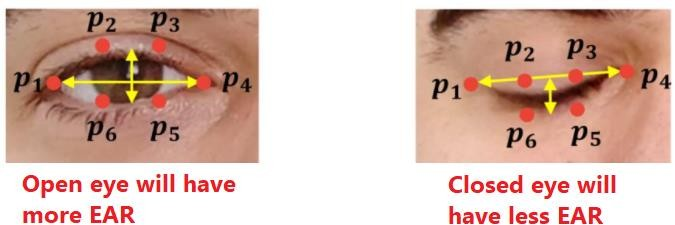 p2 p3
p1 p4
p6 p5
Open eye will have
more EAR
p2 p3
p1 p4
p6 p5
Closed eye will
have less EAR